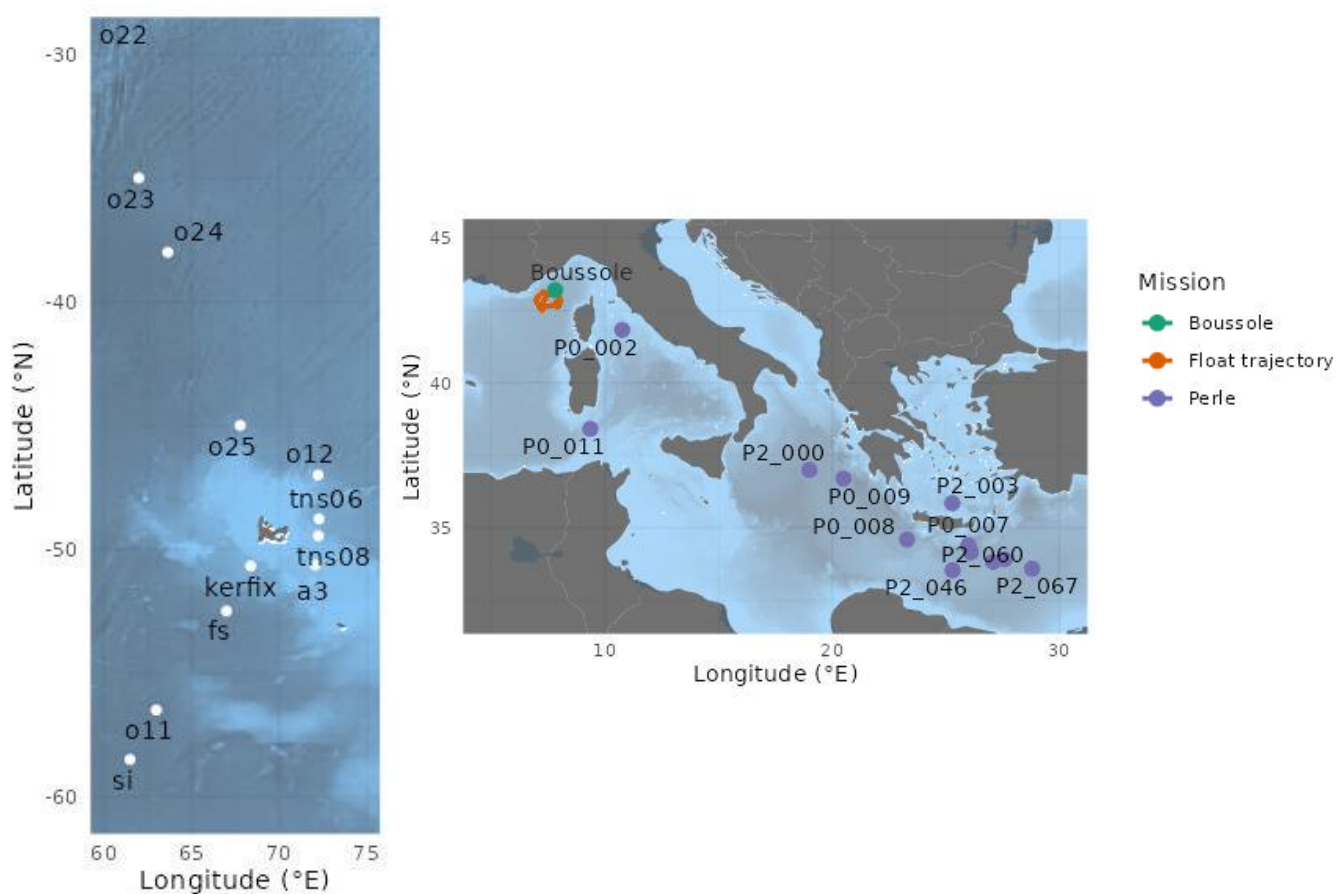 o22
-30
o23
o24
-40
Latitude (°N)
o25
o12
tns06
-50
tns08
kerfix
a3
fs
o11
si
-60
60
65
70
75
Longitude (°E)
45
Boussole
P0_002
40
Latitude (°N)
P0_011
P2_000
P0_009
P2_003
P0_008
P0_007
35
P2_060
P2_046
P2_067
10
20
30
Longitude (°E)
Mission
Boussole
Float trajectory
Perle